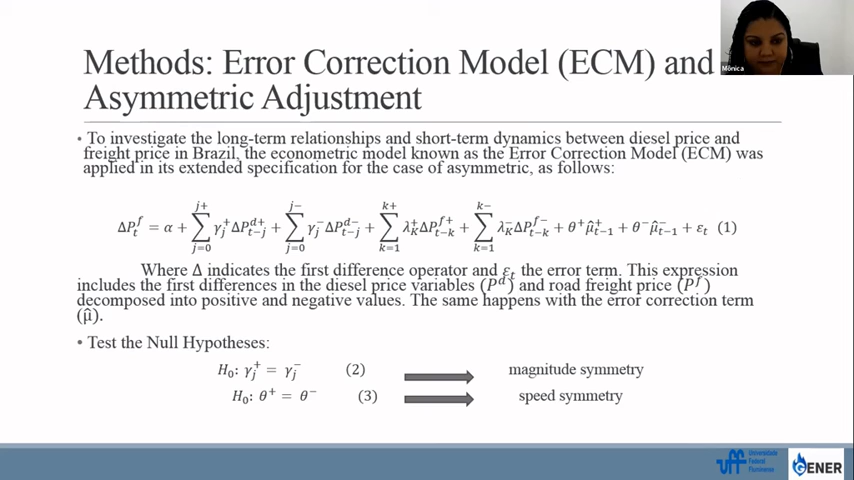 Methods: Error Correction Model (ECM) and
Asymmetric Adjustment
Mônica
• To investigate the long-term relationships and short-term dynamics between diesel price and
freight price in Brazil, the econometric model known as the Error Correction Model (ECM) was
applied in its extended specification for the case of asymmetric, as follows:
ΔP_t^f = α + ∑_{j=0}^{j+} γ_j^+ ΔP_{t-j}^{d+} + ∑_{j=0}^{j-} γ_j^- ΔP_{t-j}^{d-} + ∑_{k=1}^{k+} λ_K^+ ΔP_{t-k}^{f+} + ∑_{k=1}^{k-} λ_K^- ΔP_{t-k}^{f-} + θ^+ μ̂_{t-1}^+ + θ^- μ̂_{t-1}^- + ε_t (1)
Where Δ indicates the first difference operator and ε_t the error term. This expression
includes the first differences in the diesel price variables (P^d) and road freight price (P^f)
decomposed into positive and negative values. The same happens with the error correction term
(μ̂).
• Test the Null Hypotheses:
H_0: γ_j^+ = γ_j^- (2) magnitude symmetry
H_0: θ^+ = θ^- (3) speed symmetry
uff Universidade
Federal
Fluminense
GENER